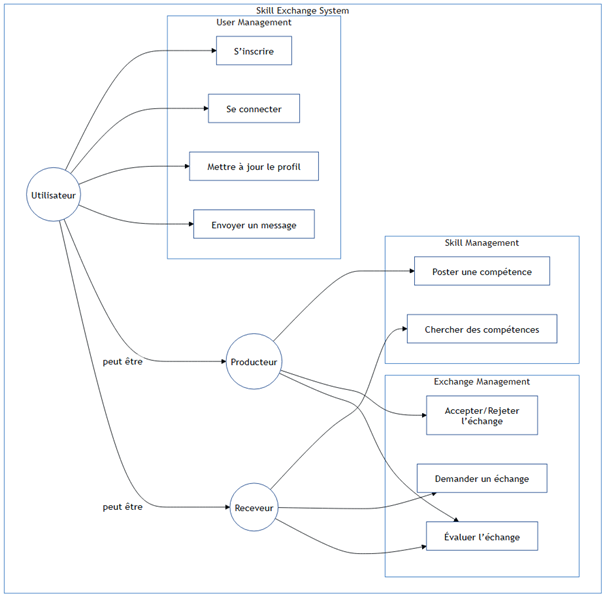 Skill Exchange System
User Management
S'inscrire
Se connecter
Mettre à jour le profil
Utilisateur
Envoyer un message
Skill Management
Poster une compétence
Chercher des compétences
peut être
Producteur
Exchange Management
Accepter/Rejeter
l'échange
Demander un échange
peut être
Receveur
Évaluer l'échange